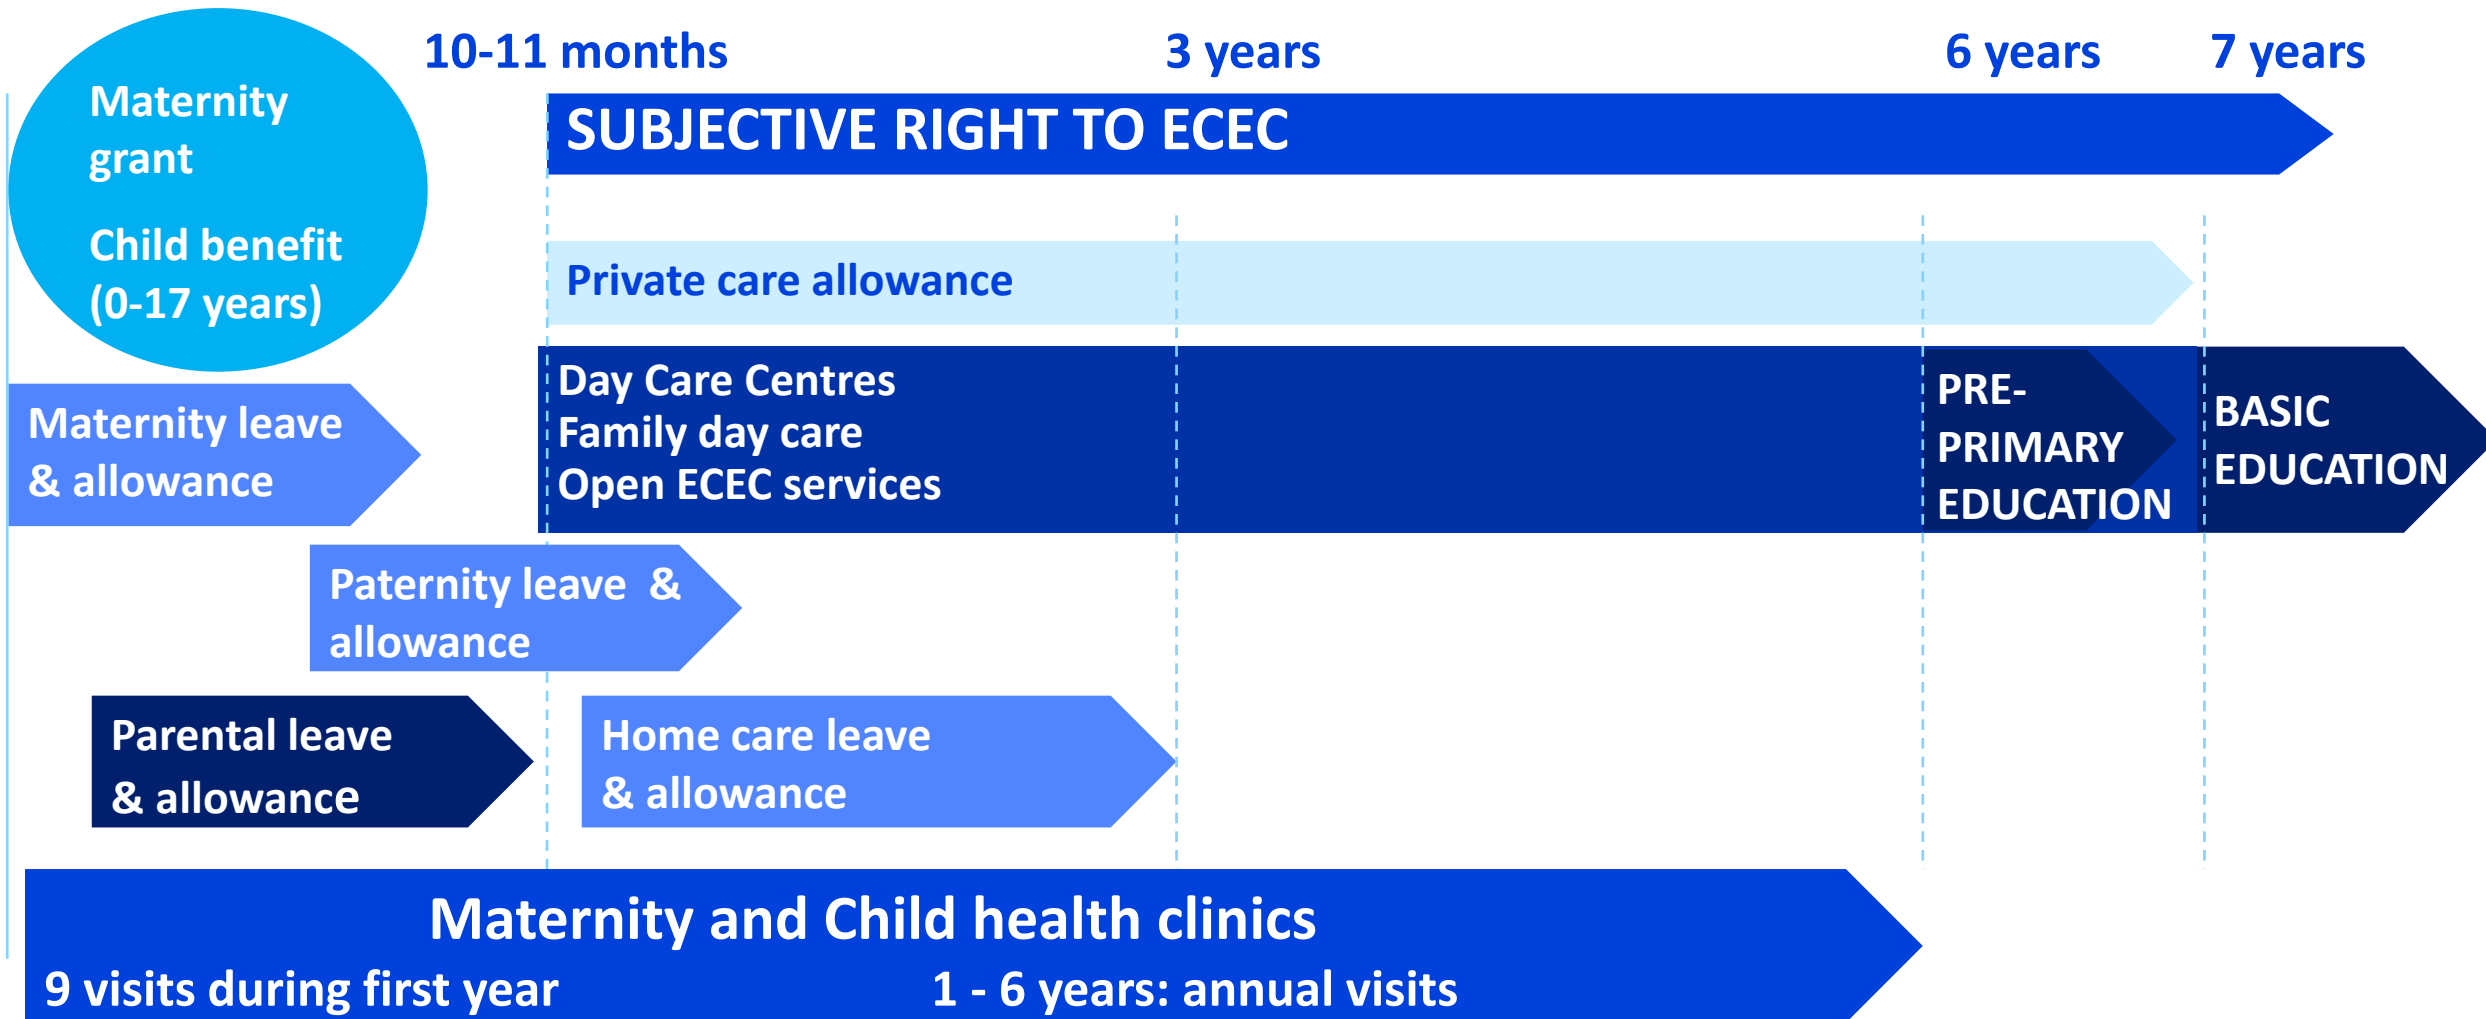 10-11 months
3 years
6 years
7 years
Maternity
grant
Child benefit
(0-17 years)
SUBJECTIVE RIGHT TO ECEC
Private care allowance
Day Care Centres
Family day care
Open ECEC services
PRE-
PRIMARY
EDUCATION
BASIC
EDUCATION
Maternity leave
& allowance
Paternity leave &
allowance
Parental leave
& allowance
Home care leave
& allowance
Maternity and Child health clinics
9 visits during first year
1 - 6 years: annual visits